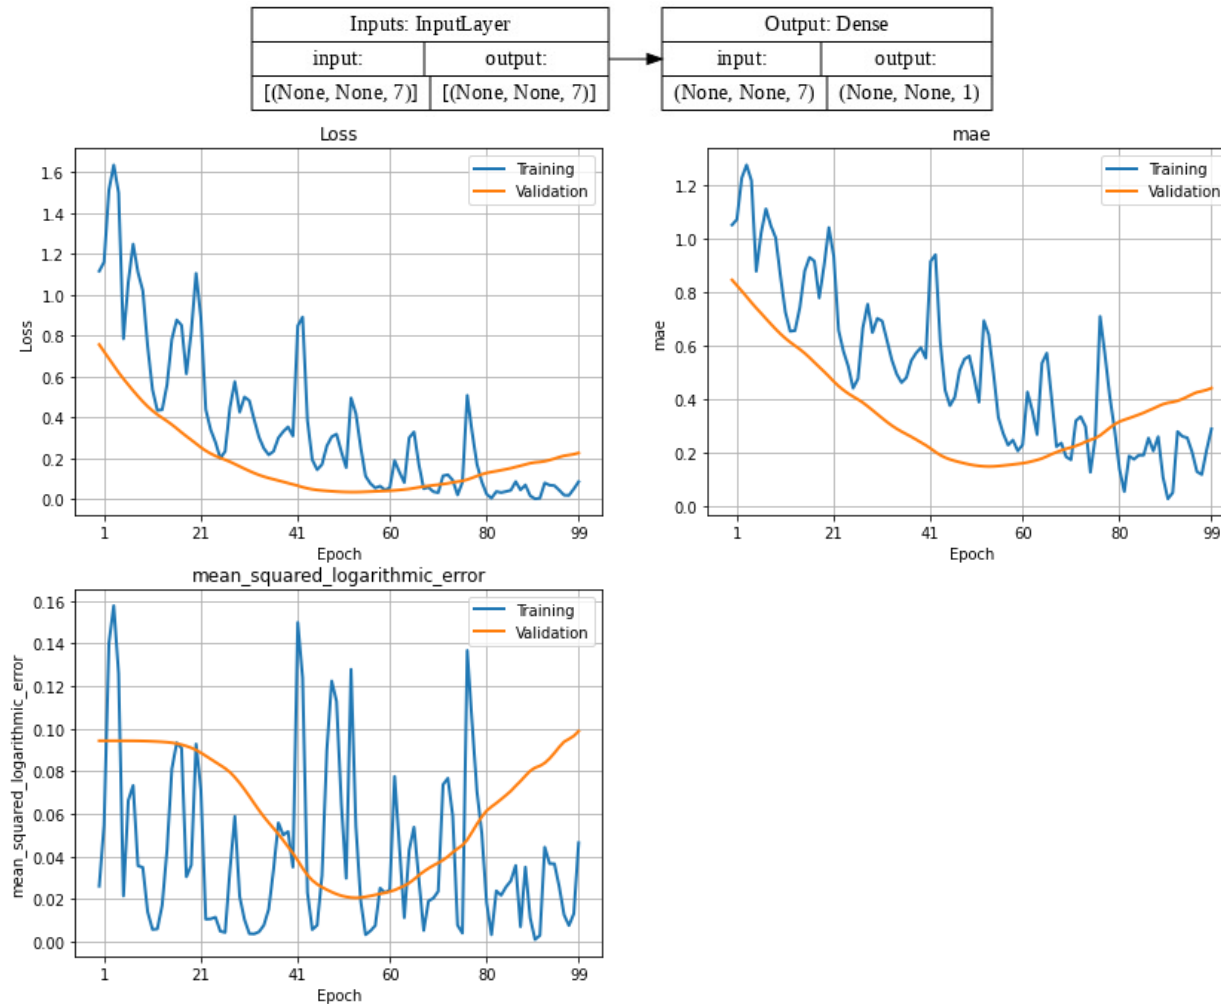 Inputs: InputLayer
input: output:
[(None, None, 7)] [(None, None, 7)]
Output: Dense
input: output:
(None, None, 7) (None, None, 1)
Loss
Training
Validation
1.6
1.4
1.2
1.0
0.8
0.6
0.4
0.2
0.0
Loss
1 21 41 60 80 99
Epoch
mae
Training
Validation
1.2
1.0
0.8
0.6
0.4
0.2
0.0
mae
1 21 41 60 80 99
Epoch
mean_squared_logarithmic_error
Training
Validation
0.16
0.14
0.12
0.10
0.08
0.06
0.04
0.02
0.00
mean_squared_logarithmic_error
1 21 41 60 80 99
Epoch